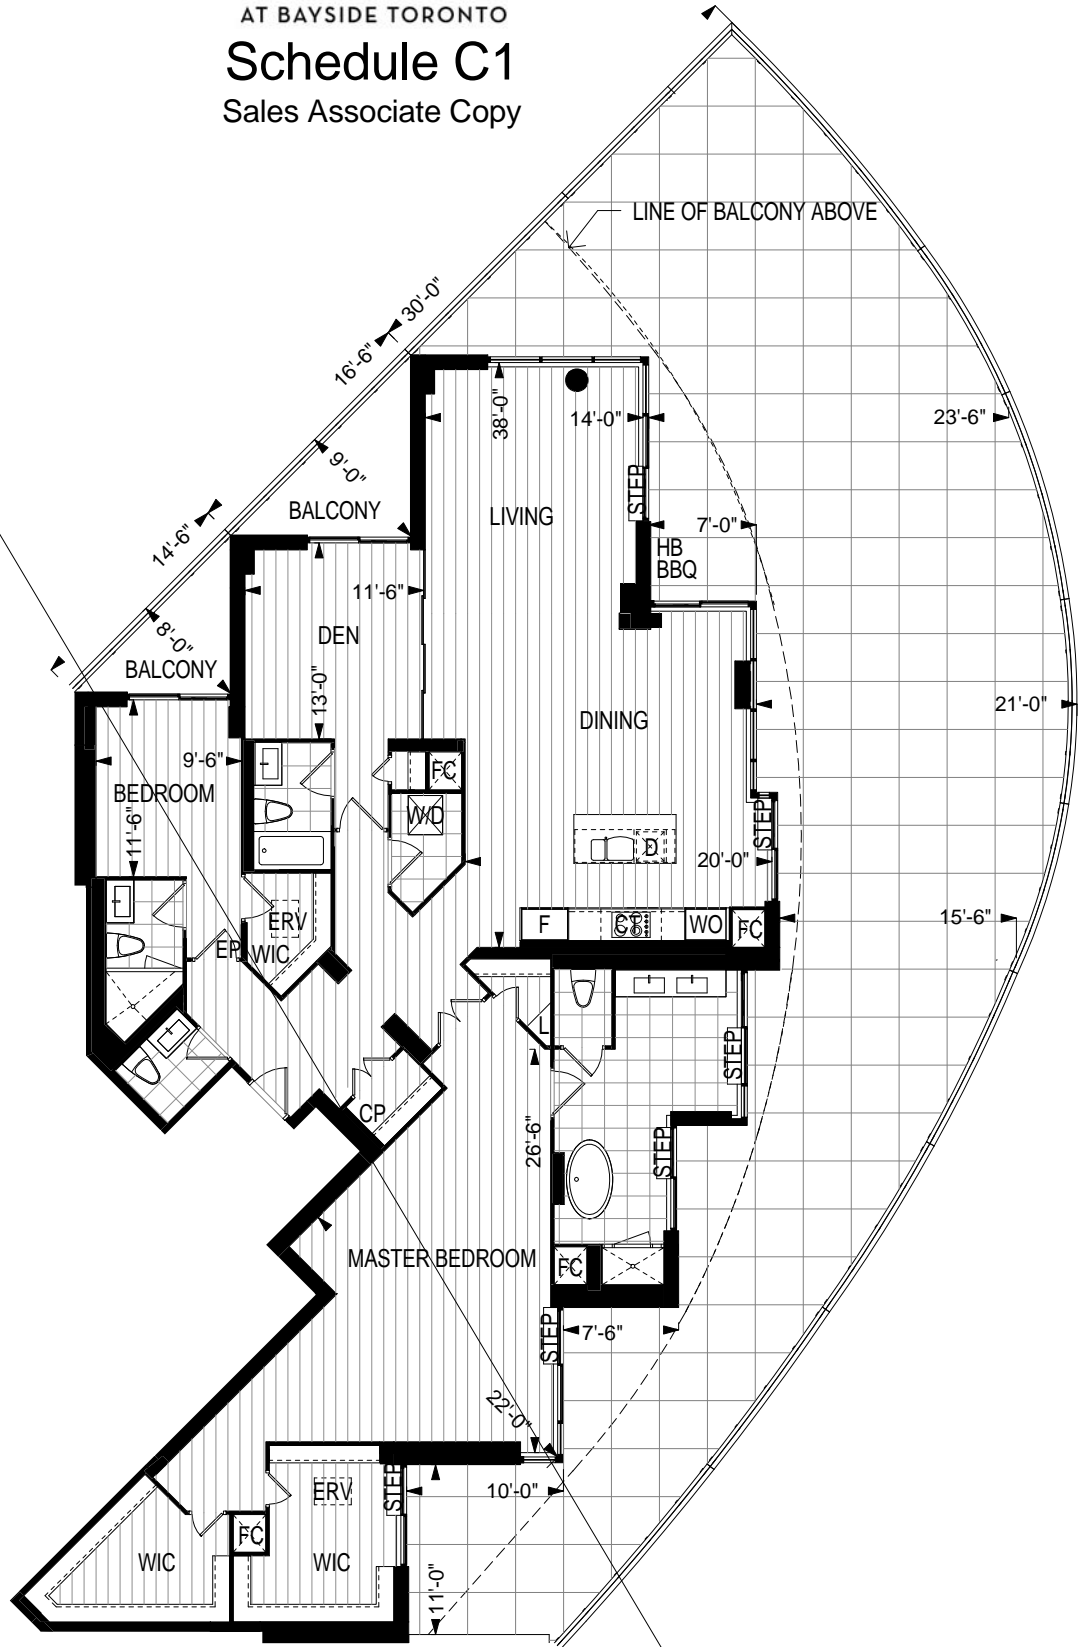 AT BAYSIDE TORONTO
Schedule C1
Sales Associate Copy
LINE OF BALCONY ABOVE
30'-0"
16'-6"
38'-0"
14'-0"
23'-6"
9'-0"
STEP
BALCONY
LIVING
7'-0"
14'-6"
HB
BBQ
11'-6"
DEN
8'-0"
BALCONY
13'-0"
DINING
21'-0"
9'-6"
FC
BEDROOM
W/D
STEP
11'-6"
D
20'-0"
ERV
F
CT
WO
FC
15'-6"
EP
WIC
L
STEP
CP
26'-6"
STEP
MASTER BEDROOM
FC
STEP
7'-6"
22'-0"
ERV
STEP
10'-0"
FC
WIC
WIC
11'-0"